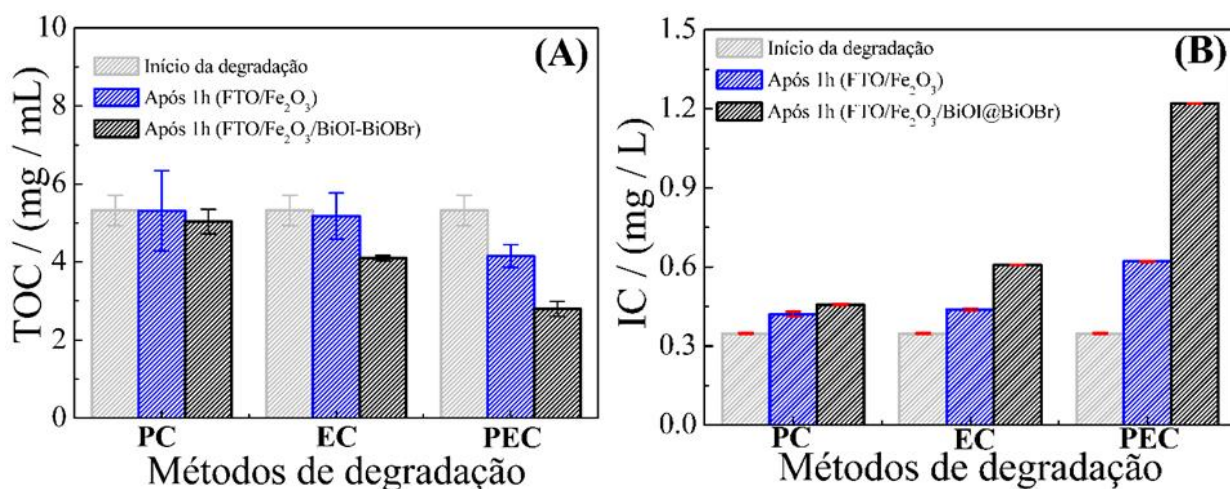 (A)
Início da degradação
Após 1h (FTO/Fe₂O₃)
Após 1h (FTO/Fe₂O₃/BiOI-BiOBr)
TOC / (mg / mL)
10
8
6
4
2
0
PC EC PEC
Métodos de degradação
(B)
Início da degradação
Após 1h (FTO/Fe₂O₃)
Após 1h (FTO/Fe₂O₃/BiOI@BiOBr)
IC / (mg / L)
1.5
1.2
0.9
0.6
0.3
0.0
PC EC PEC
Métodos de degradação